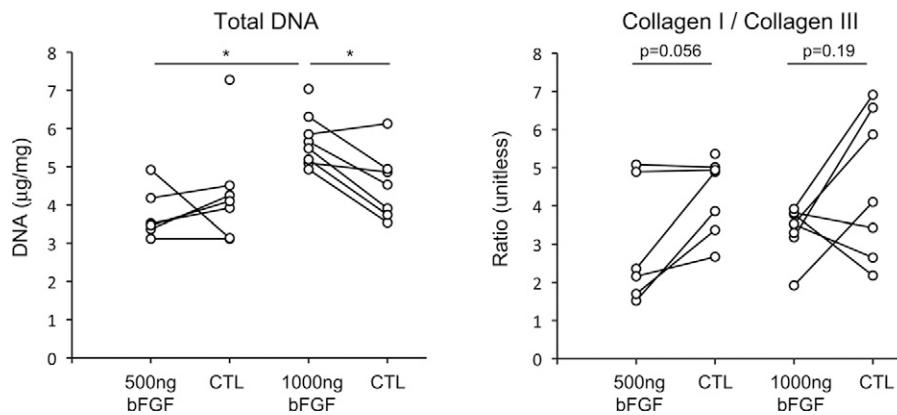 Total DNA
*
*
8
7
6
5
4
3
2
1
0
DNA (µg/mg)
500ng
bFGF
CTL
1000ng
bFGF
CTL
Collagen I / Collagen III
p=0.056
p=0.19
8
7
6
5
4
3
2
1
0
Ratio (unitless)
500ng
bFGF
CTL
1000ng
bFGF
CTL